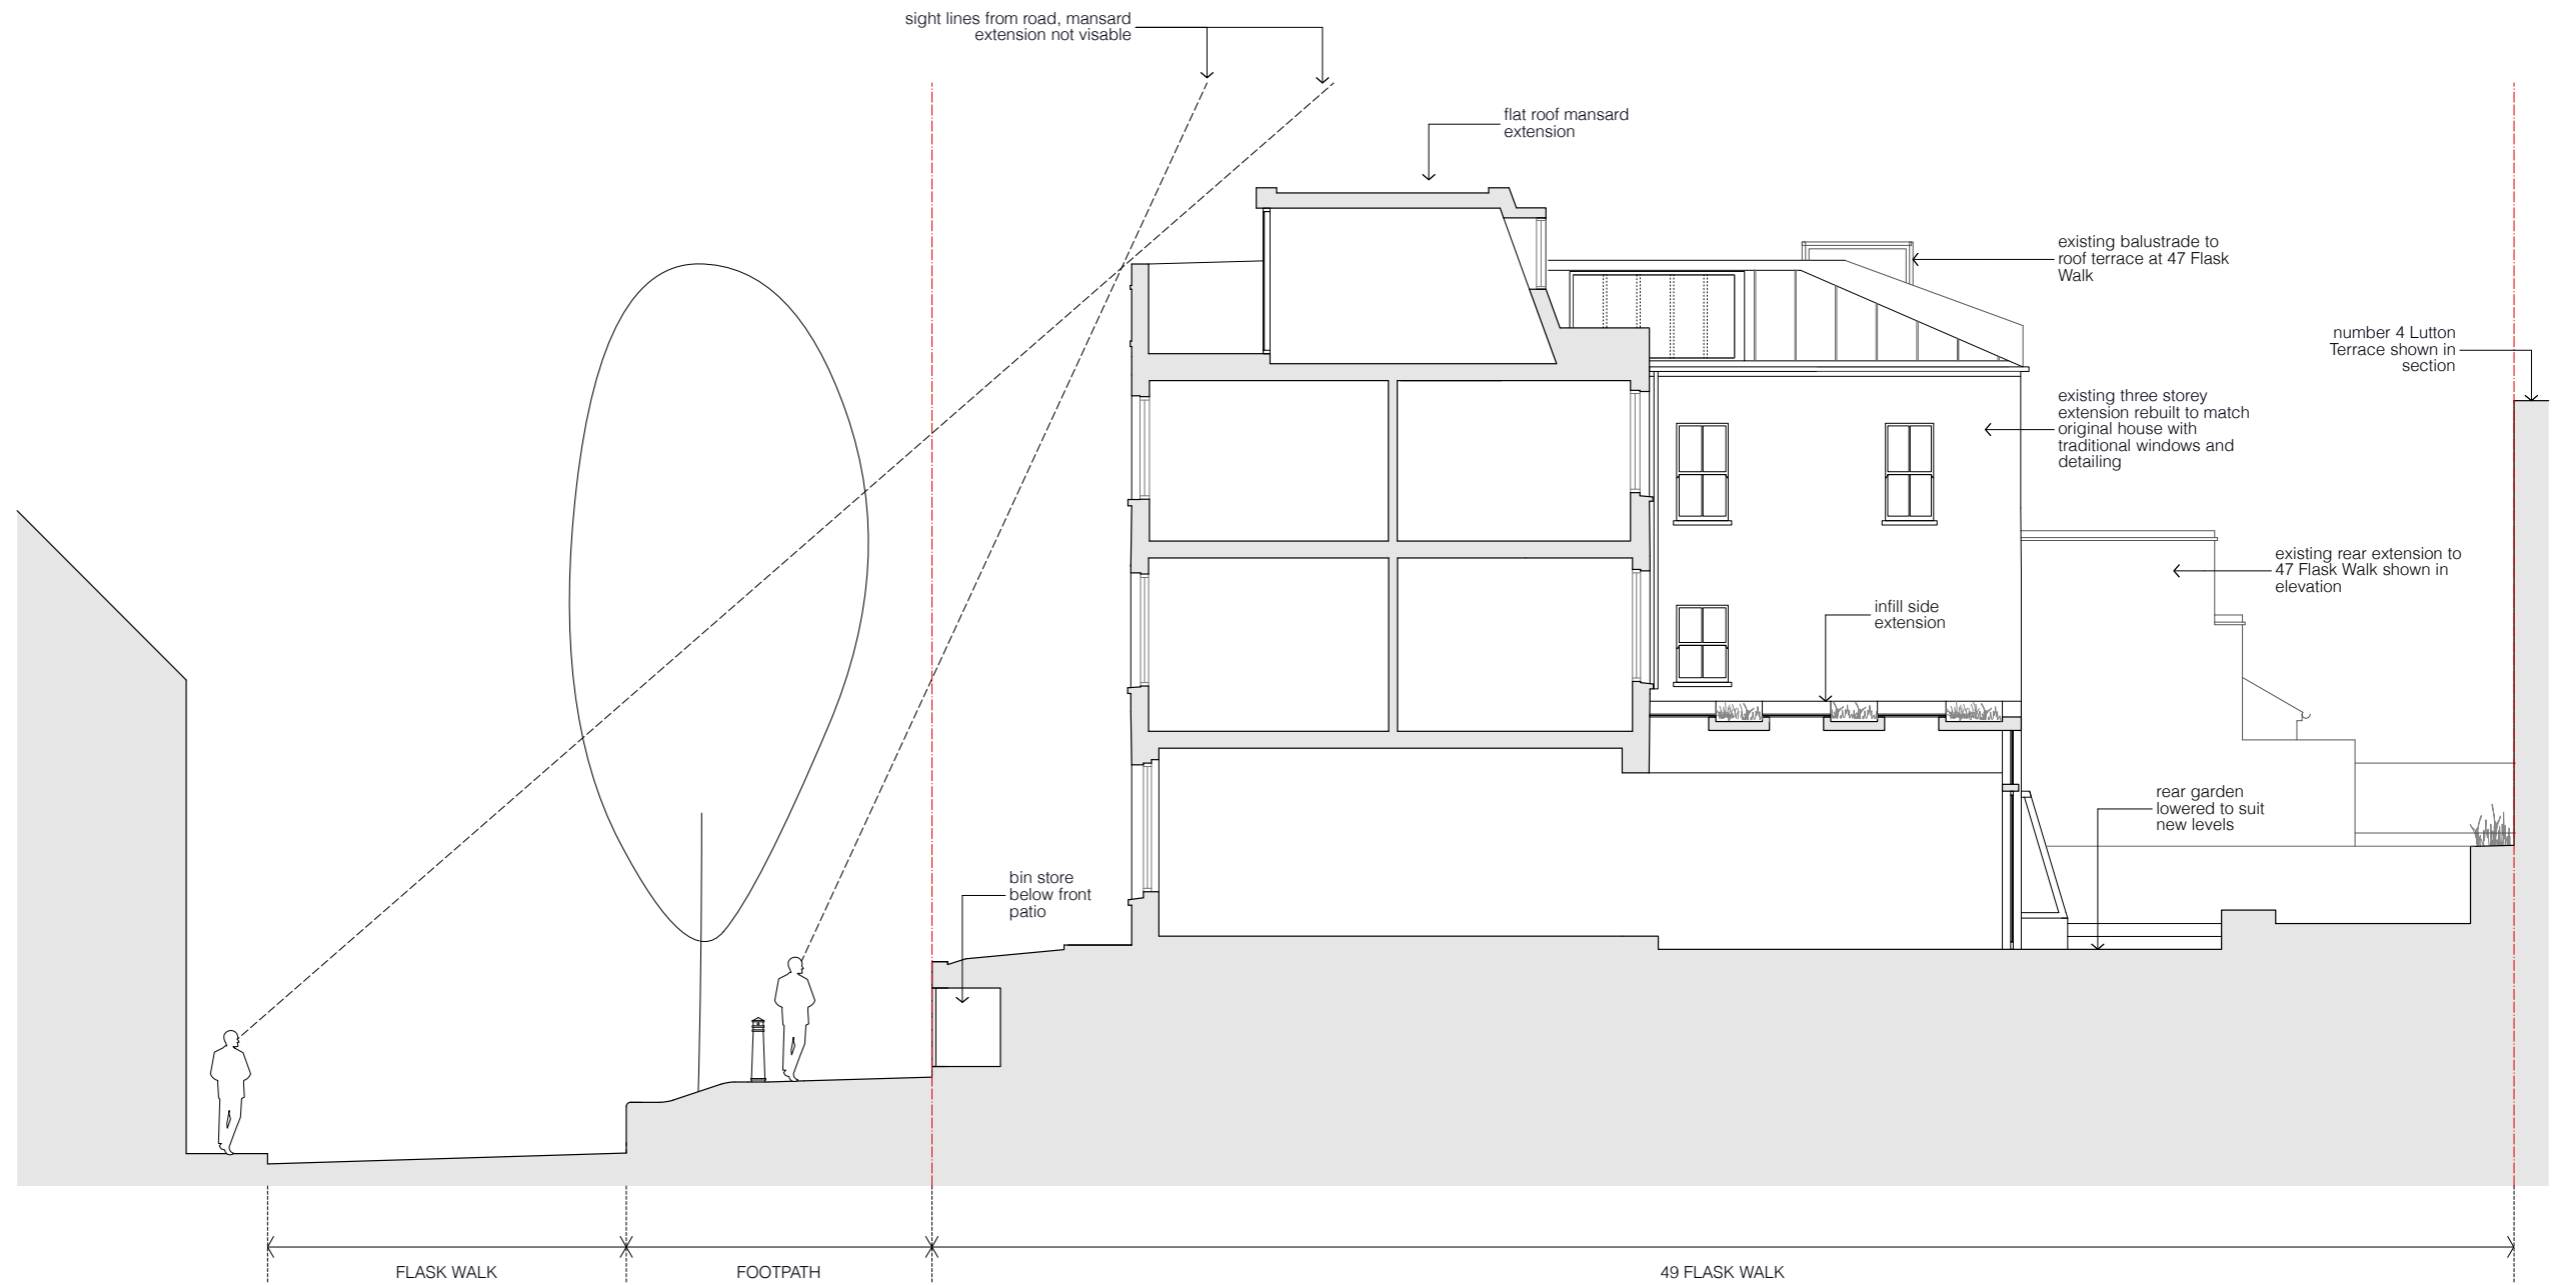 sight lines from road, mansard
extension not visable
flat roof mansard
extension
existing balustrade to
roof terrace at 47 Flask
Walk
number 4 Lutton
Terrace shown in
section
existing three storey
extension rebuilt to match
original house with
traditional windows and
detailing
existing rear extension to
47 Flask Walk shown in
elevation
infill side
extension
rear garden
lowered to suit
new levels
bin store
below front
patio
FLASK WALK
FOOTPATH
49 FLASK WALK